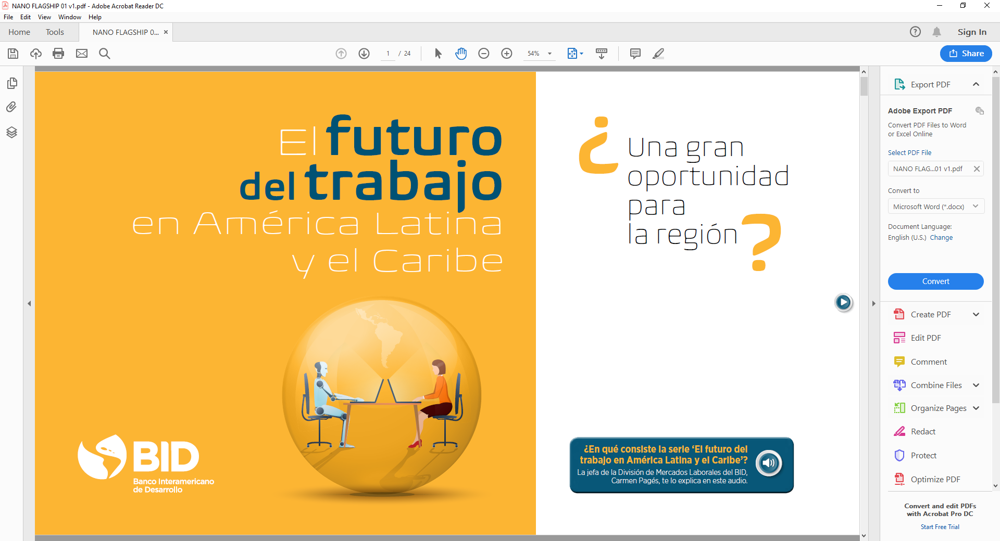 NANO FLAGSHIP 01 v1.pdf - Adobe Acrobat Reader DC
File Edit View Window Help
Home Tools NANO FLAGSHIP 0... × Sign In
1 / 24 54% Share
El futuro
del trabajo
en América Latina
y el Caribe
BID
Banco Interamericano
de Desarrollo
¿Una gran
oportunidad
para
la región?
¿En qué consiste la serie ‘El futuro del
trabajo en América Latina y el Caribe’?
La jefa de la División de Mercados Laborales del BID,
Carmen Pagés, te lo explica en este audio.
Export PDF
Adobe Export PDF
Convert PDF Files to Word
or Excel Online
Select PDF File
NANO FLAG...01 v1.pdf
Convert to
Microsoft Word (*.docx)
Document Language:
English (U.S.) Change
Convert
Create PDF
Edit PDF
Comment
Combine Files
Organize Pages
Redact
Protect
Optimize PDF
Convert and edit PDFs
with Acrobat Pro DC
Start Free Trial